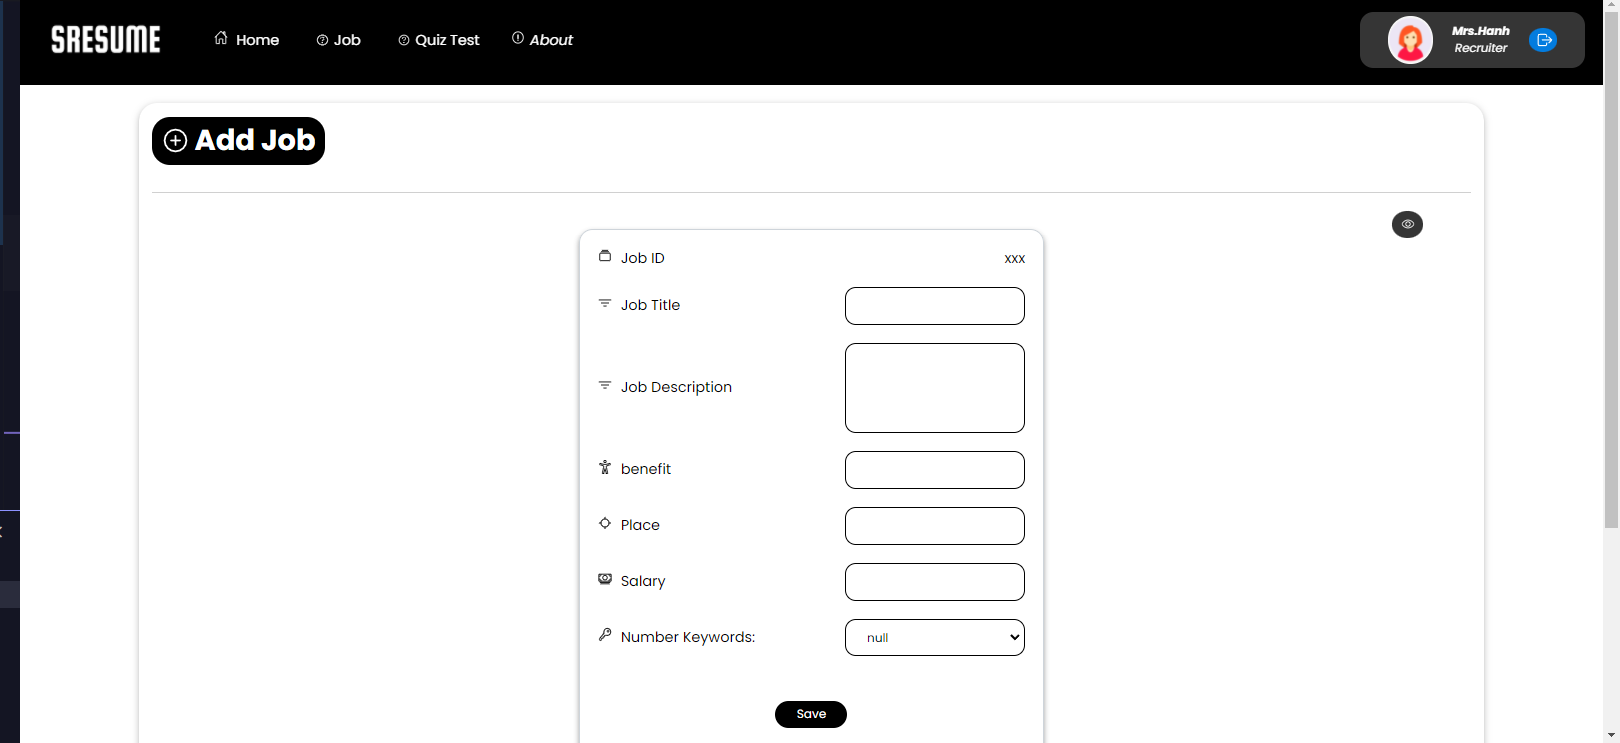 SRESUME
Home
Job
Quiz Test
About
Mrs.Hanh
Recruiter
Add Job
Job ID
xxx
Job Title
Job Description
benefit
Place
Salary
Number Keywords:
null
Save